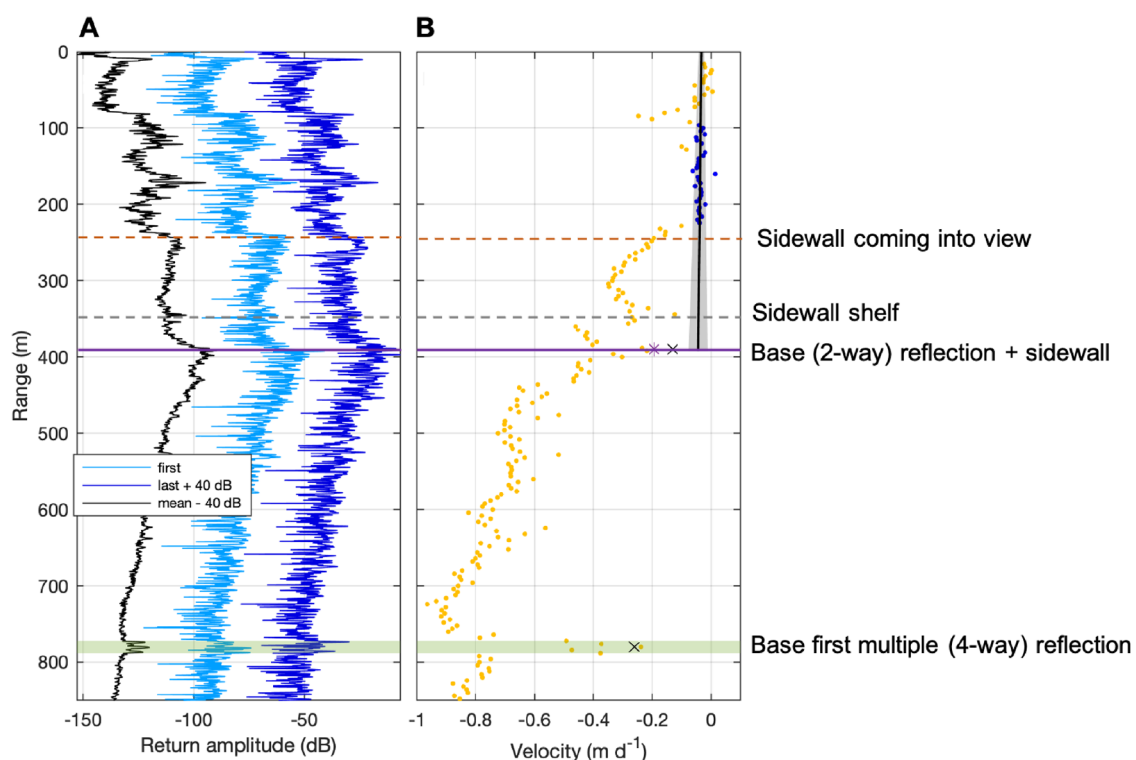 A
B
0
100
200
300
400
500
600
700
800
Range (m)
first
last + 40 dB
mean - 40 dB
-150
-100
-50
Return amplitude (dB)
-1
-0.8
-0.6
-0.4
-0.2
0
Velocity (m d⁻¹)
Sidewall coming into view
Sidewall shelf
Base (2-way) reflection + sidewall
Base first multiple (4-way) reflection